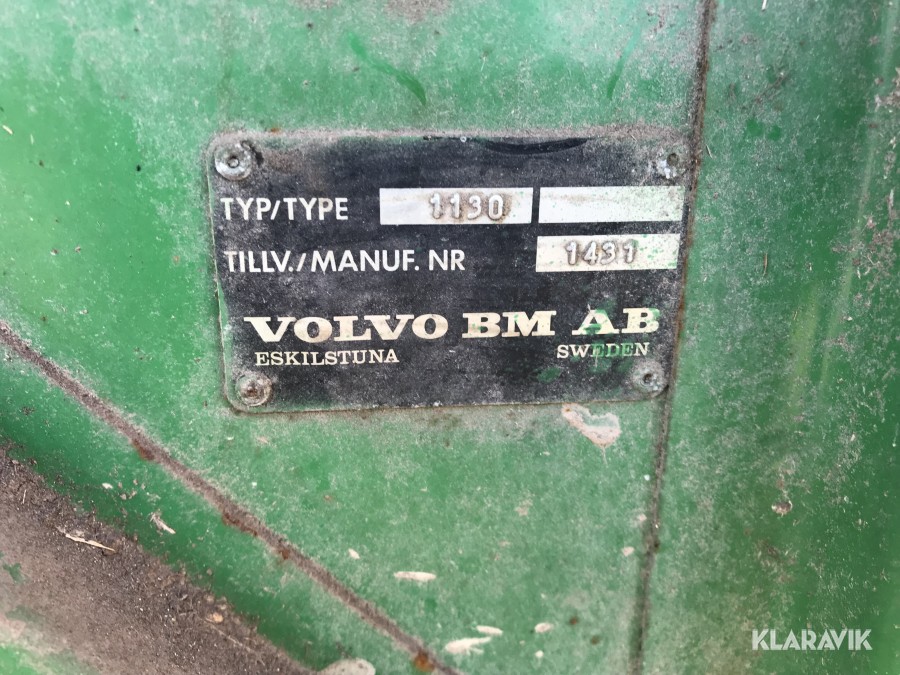 TYP/TYPE 1130
TILLV./MANUF. NR 1431
VOLVO BM AB
ESKILSTUNA SWEDEN
KLARAVIK